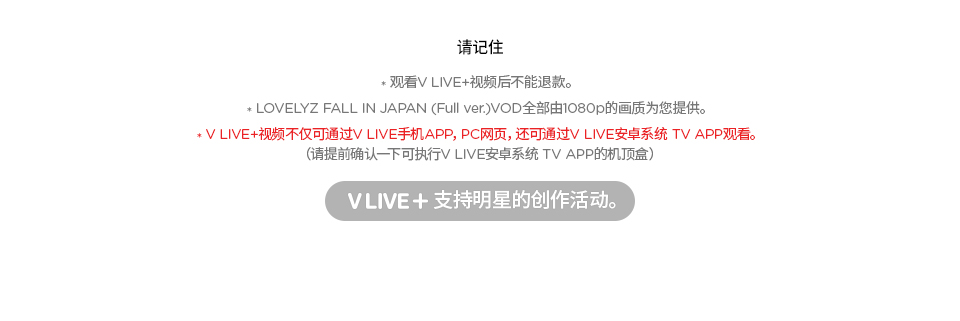 请记住
* 观看V LIVE+视频后不能退款。
* LOVELYZ FALL IN JAPAN (Full ver.)VOD全部由1080p的画质为您提供。
* V LIVE+视频不仅可通过V LIVE手机APP, PC网页, 还可通过V LIVE安卓系统 TV APP观看。
（请提前确认一下可执行V LIVE安卓系统 TV APP的机顶盒）
V LIVE+ 支持明星的创作活动。